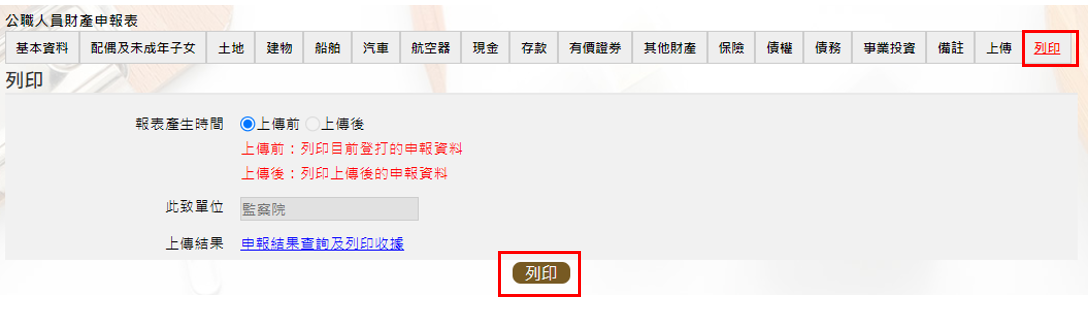 公職人員財產申報表
基本資料 配偶及未成年子女 土地 建物 船舶 汽車 航空器 現金 存款 有價證券 其他財產 保險 債權 債務 事業投資 備註 上傳 列印
列印
報表產生時間 上傳前 上傳後
上傳前：列印目前登打的申報資料
上傳後：列印上傳後的申報資料
此致單位 監察院
上傳結果 申報結果查詢及列印收據
列印